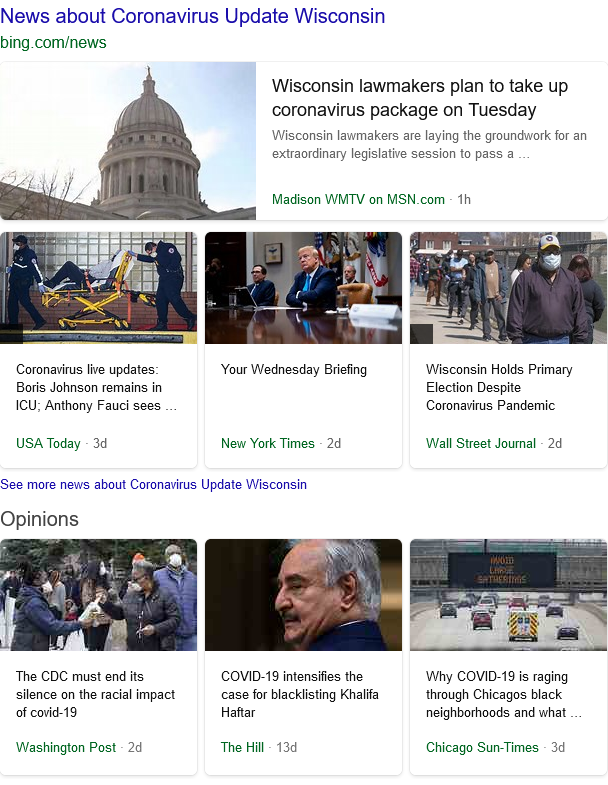 News about Coronavirus Update Wisconsin
bing.com/news
Wisconsin lawmakers plan to take up
coronavirus package on Tuesday
Wisconsin lawmakers are laying the groundwork for an
extraordinary legislative session to pass a ...
Madison WMTV on MSN.com · 1h
Coronavirus live updates:
Boris Johnson remains in
ICU; Anthony Fauci sees ...
USA Today · 3d
Your Wednesday Briefing
New York Times · 2d
Wisconsin Holds Primary
Election Despite
Coronavirus Pandemic
Wall Street Journal · 2d
See more news about Coronavirus Update Wisconsin
Opinions
AVOID
LARGE
GATHERINGS
The CDC must end its
silence on the racial impact
of covid-19
Washington Post · 2d
COVID-19 intensifies the
case for blacklisting Khalifa
Haftar
The Hill · 13d
Why COVID-19 is raging
through Chicagos black
neighborhoods and what ...
Chicago Sun-Times · 3d